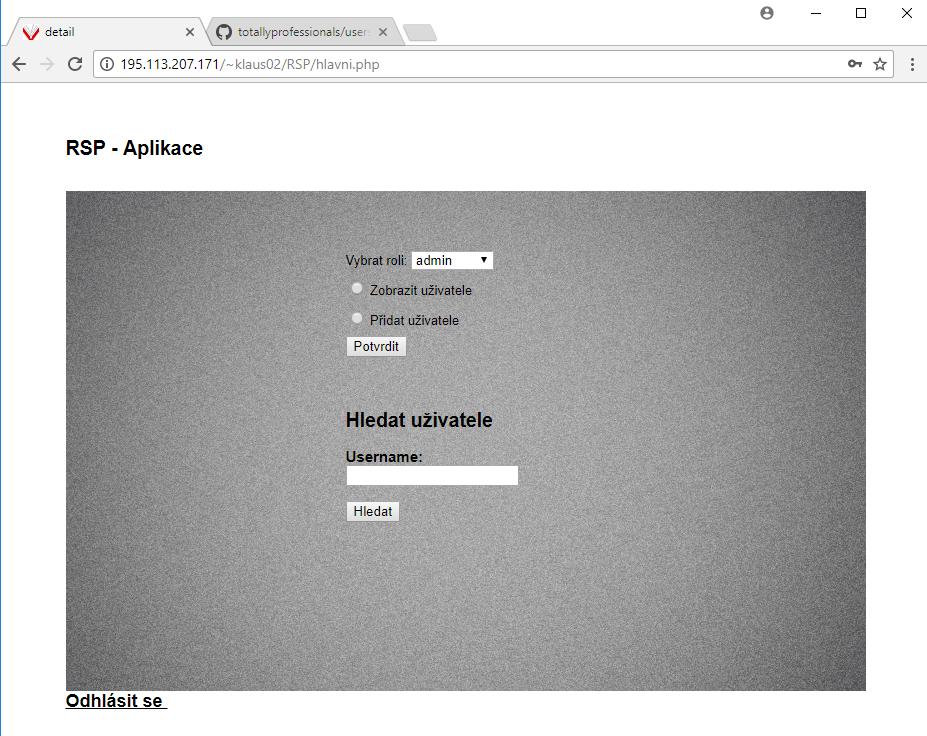 detail
totallyprofessionals/users
195.113.207.171/~klaus02/RSP/hlavni.php
RSP - Aplikace
Vybrat roli: admin
Zobrazit uživatele
Přidat uživatele
Potvrdit
Hledat uživatele
Username:
Hledat
Odhlásit se